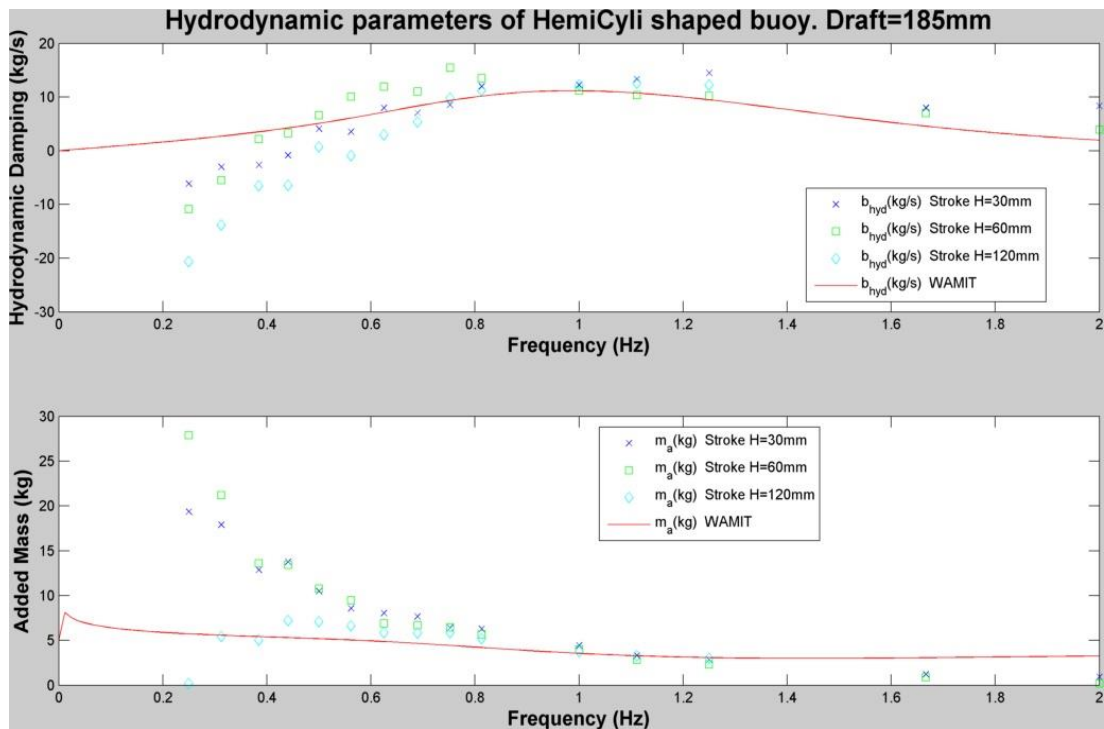 Hydrodynamic parameters of HemiCyli shaped buoy. Draft=185mm
Hydrodynamic Damping (kg/s)
20
10
0
-10
-20
-30
b_hyd(kg/s) Stroke H=30mm
b_hyd(kg/s) Stroke H=60mm
b_hyd(kg/s) Stroke H=120mm
b_hyd(kg/s) WAMIT
0 0.2 0.4 0.6 0.8 1 1.2 1.4 1.6 1.8 2
Frequency (Hz)
Added Mass (kg)
30
25
20
15
10
5
0
m_a(kg) Stroke H=30mm
m_a(kg) Stroke H=60mm
m_a(kg) Stroke H=120mm
m_a(kg) WAMIT
0 0.2 0.4 0.6 0.8 1 1.2 1.4 1.6 1.8 2
Frequency (Hz)